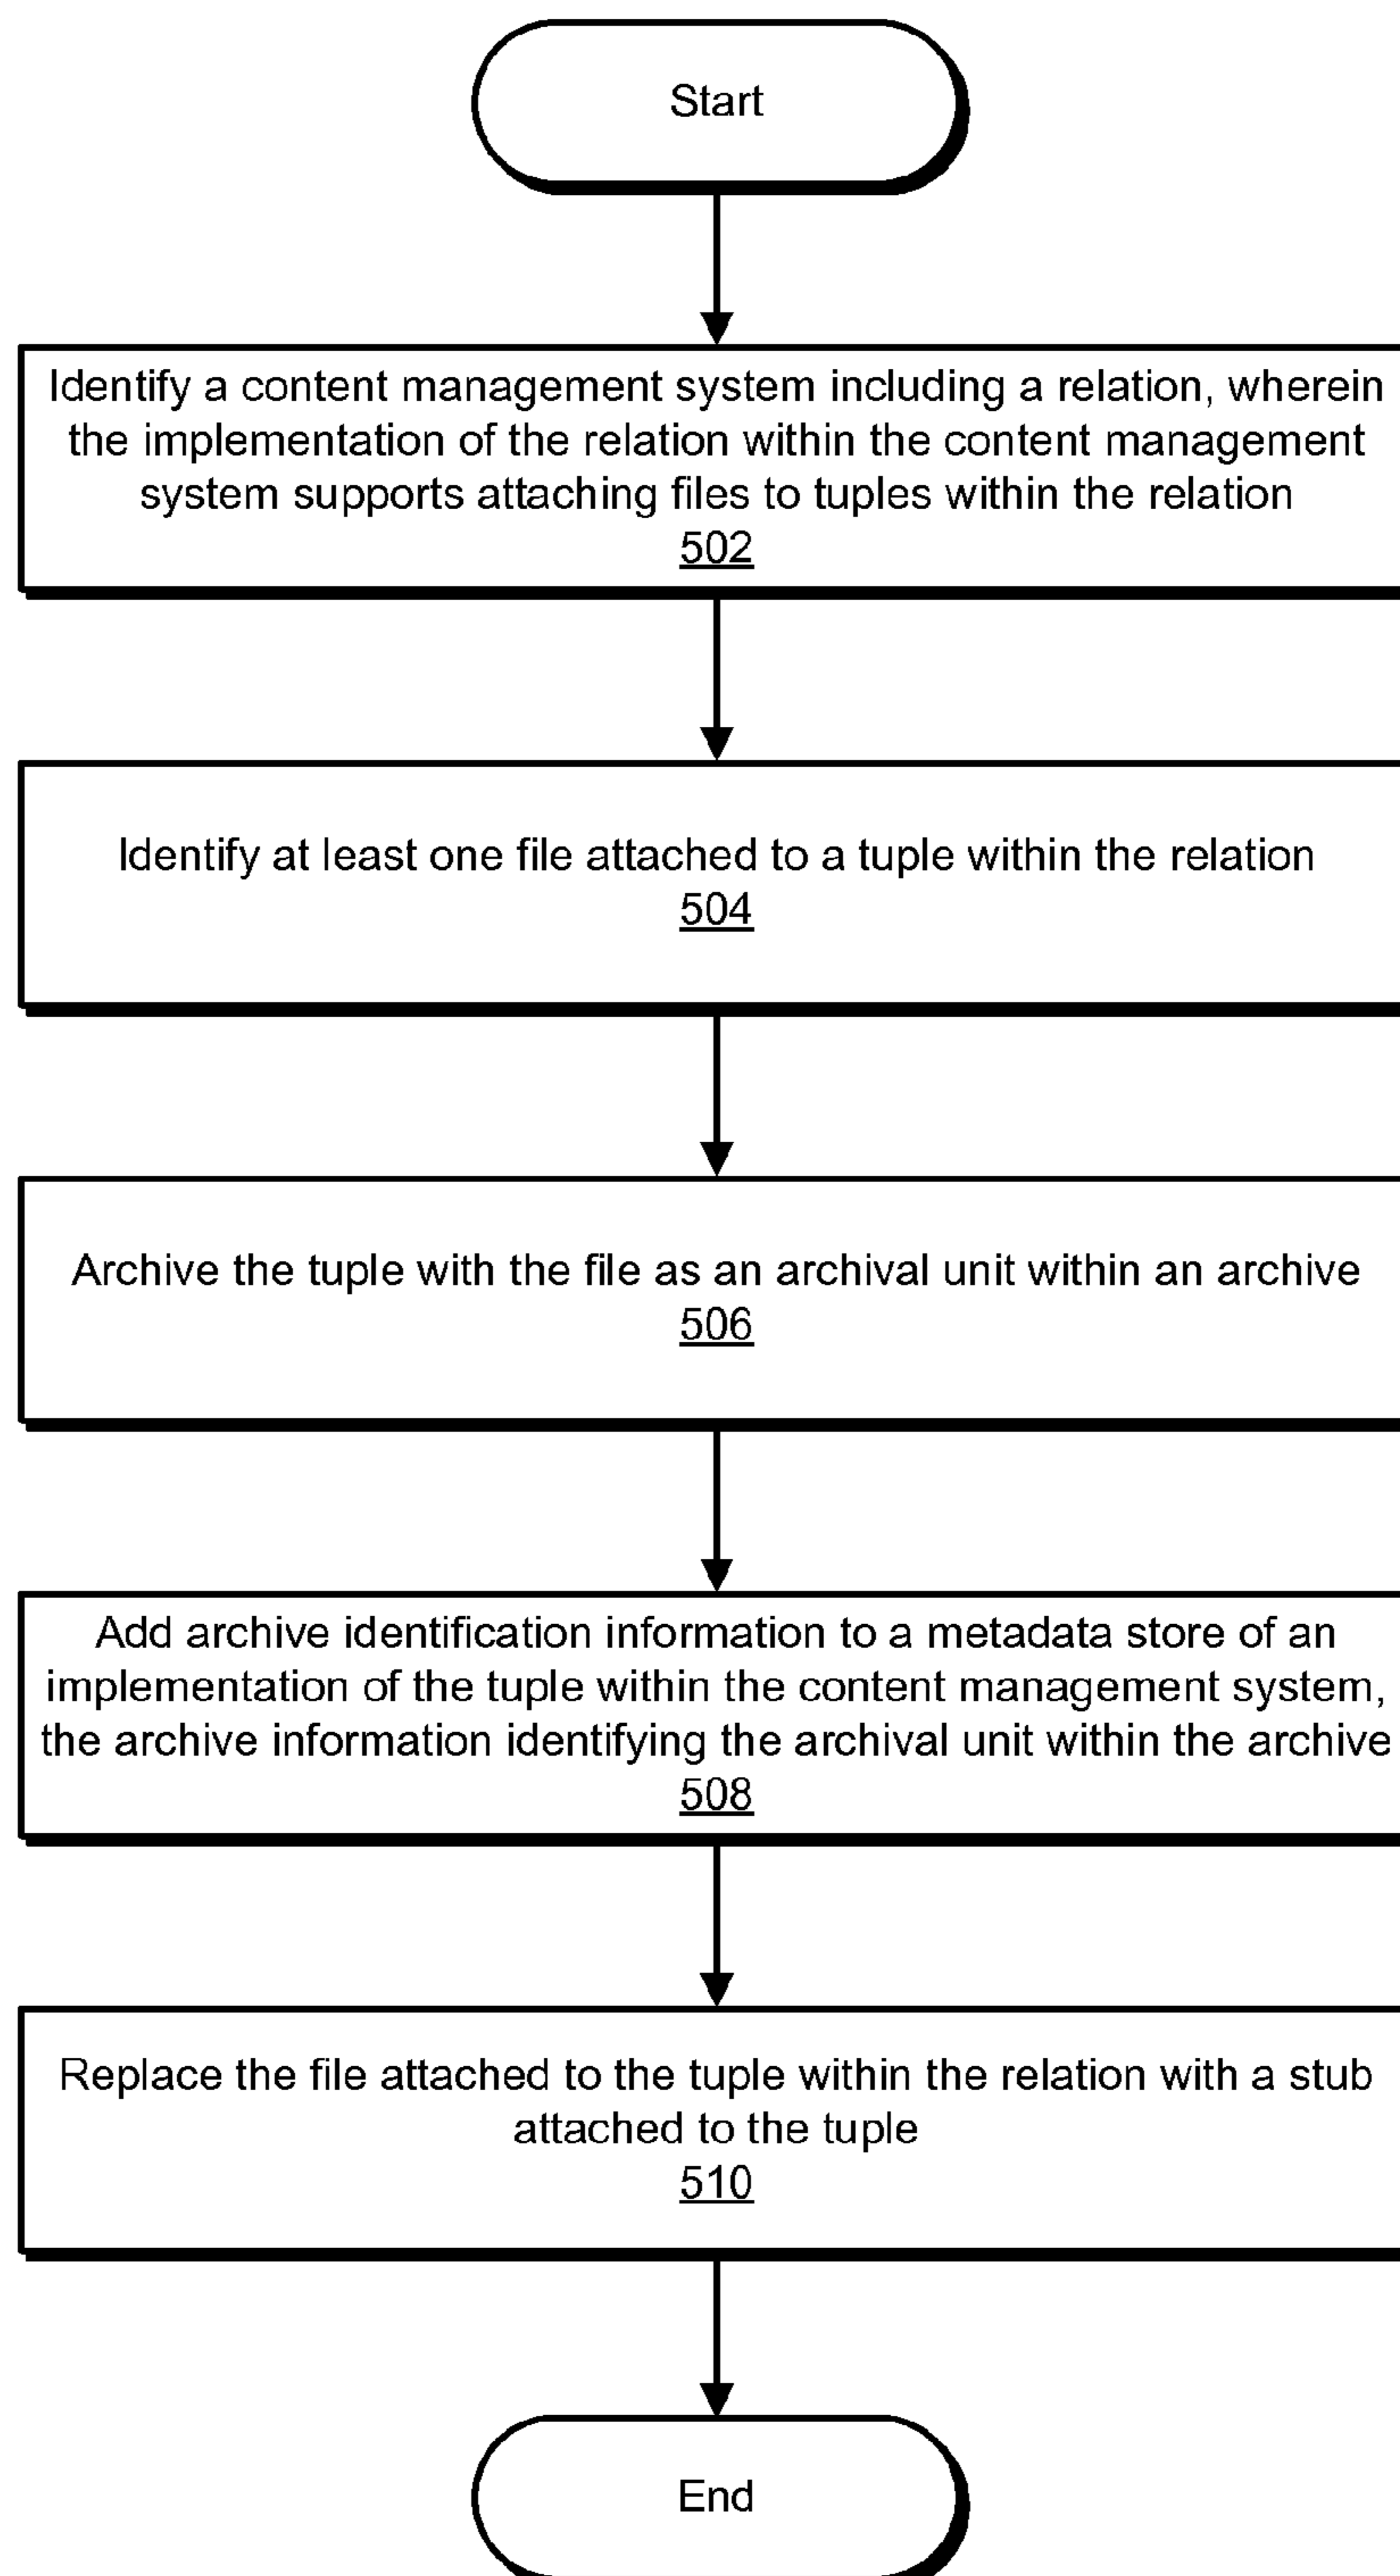 Start
Identify a content management system including a relation, wherein
the implementation of the relation within the content management
system supports attaching files to tuples within the relation
502
Identify at least one file attached to a tuple within the relation
504
Archive the tuple with the file as an archival unit within an archive
506
Add archive identification information to a metadata store of an
implementation of the tuple within the content management system,
the archive information identifying the archival unit within the archive
508
Replace the file attached to the tuple within the relation with a stub
attached to the tuple
510
End